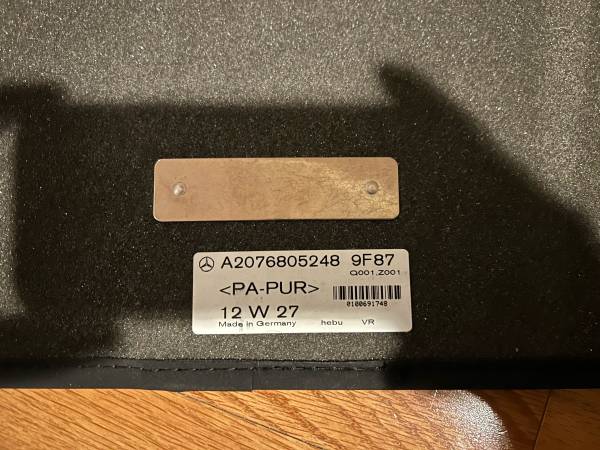 A2076805248 9F87
Q001,Z001
<PA-PUR>
0100691748
12 W 27
Made in Germany hebu VR